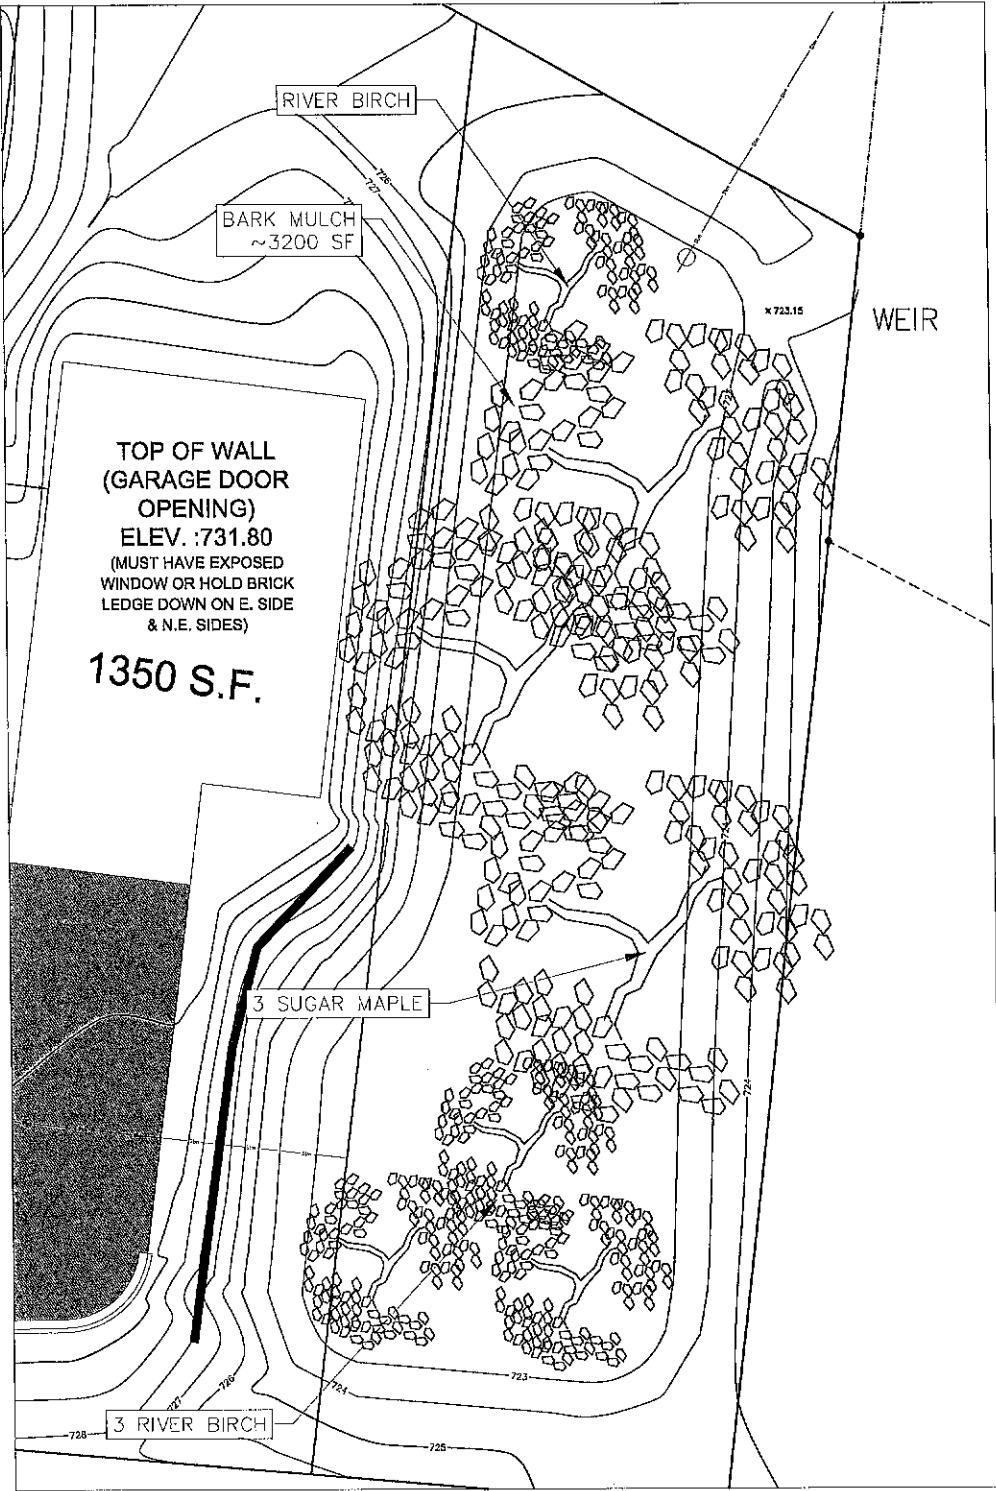 RIVER BIRCH
726
727
BARK MULCH
~3200 SF
x 723.15
WEIR
TOP OF WALL
(GARAGE DOOR
OPENING)
ELEV. :731.80
(MUST HAVE EXPOSED
WINDOW OR HOLD BRICK
LEDGE DOWN ON E. SIDE
& N.E. SIDES)
1350 S.F.
3 SUGAR MAPLE
724
723
724
726
727
3 RIVER BIRCH
728
725